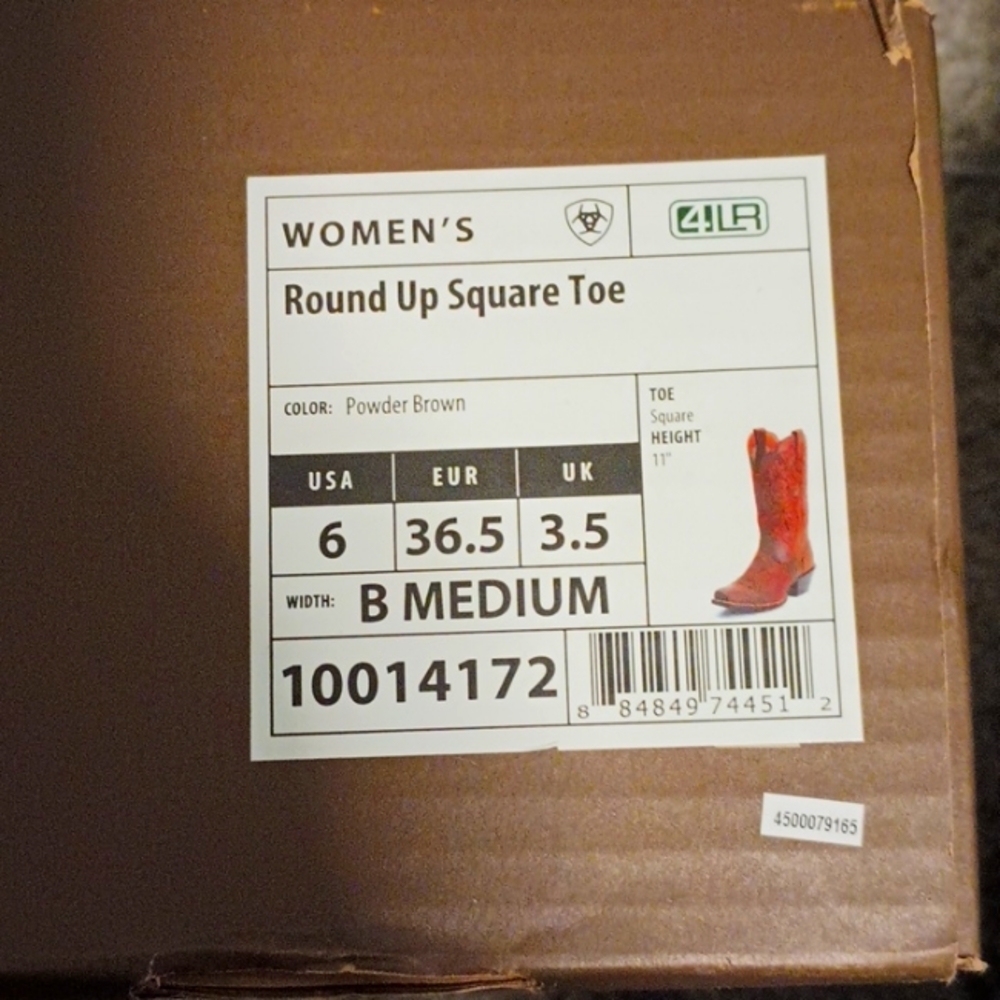 WOMEN'S
4LR
Round Up Square Toe
COLOR: Powder Brown
TOE
Square
HEIGHT
11"
USA EUR UK
6 36.5 3.5
WIDTH: B MEDIUM
10014172
8 84849 74451 2
4500079165